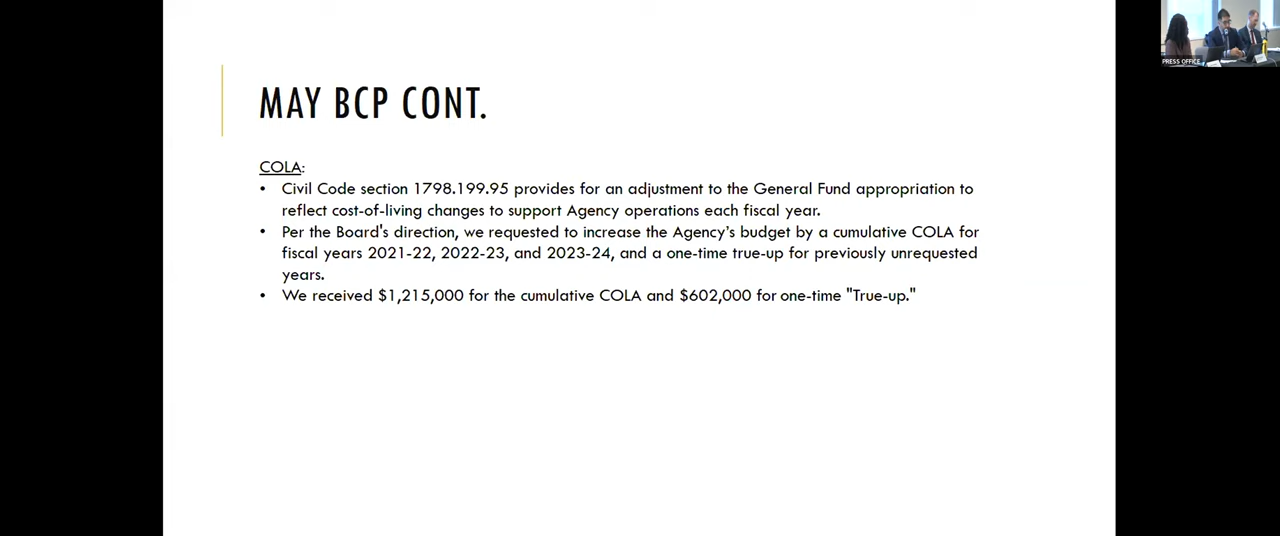 PRESS OFFICE
MAY BCP CONT.
COLA:
• Civil Code section 1798.199.95 provides for an adjustment to the General Fund appropriation to
reflect cost-of-living changes to support Agency operations each fiscal year.
• Per the Board's direction, we requested to increase the Agency's budget by a cumulative COLA for
fiscal years 2021-22, 2022-23, and 2023-24, and a one-time true-up for previously unrequested
years.
• We received $1,215,000 for the cumulative COLA and $602,000 for one-time "True-up."